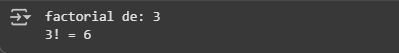 factorial de: 3
3! = 6